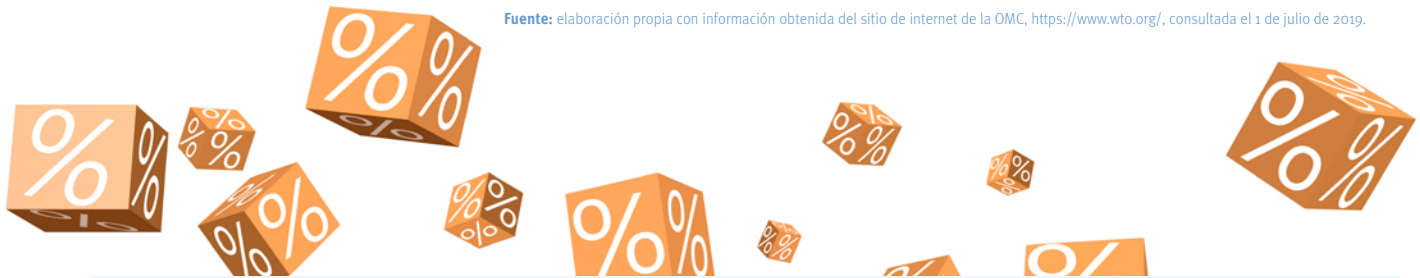 Fuente: elaboración propia con información obtenida del sitio de internet de la OMC, https://www.wto.org/, consultada el 1 de julio de 2019.